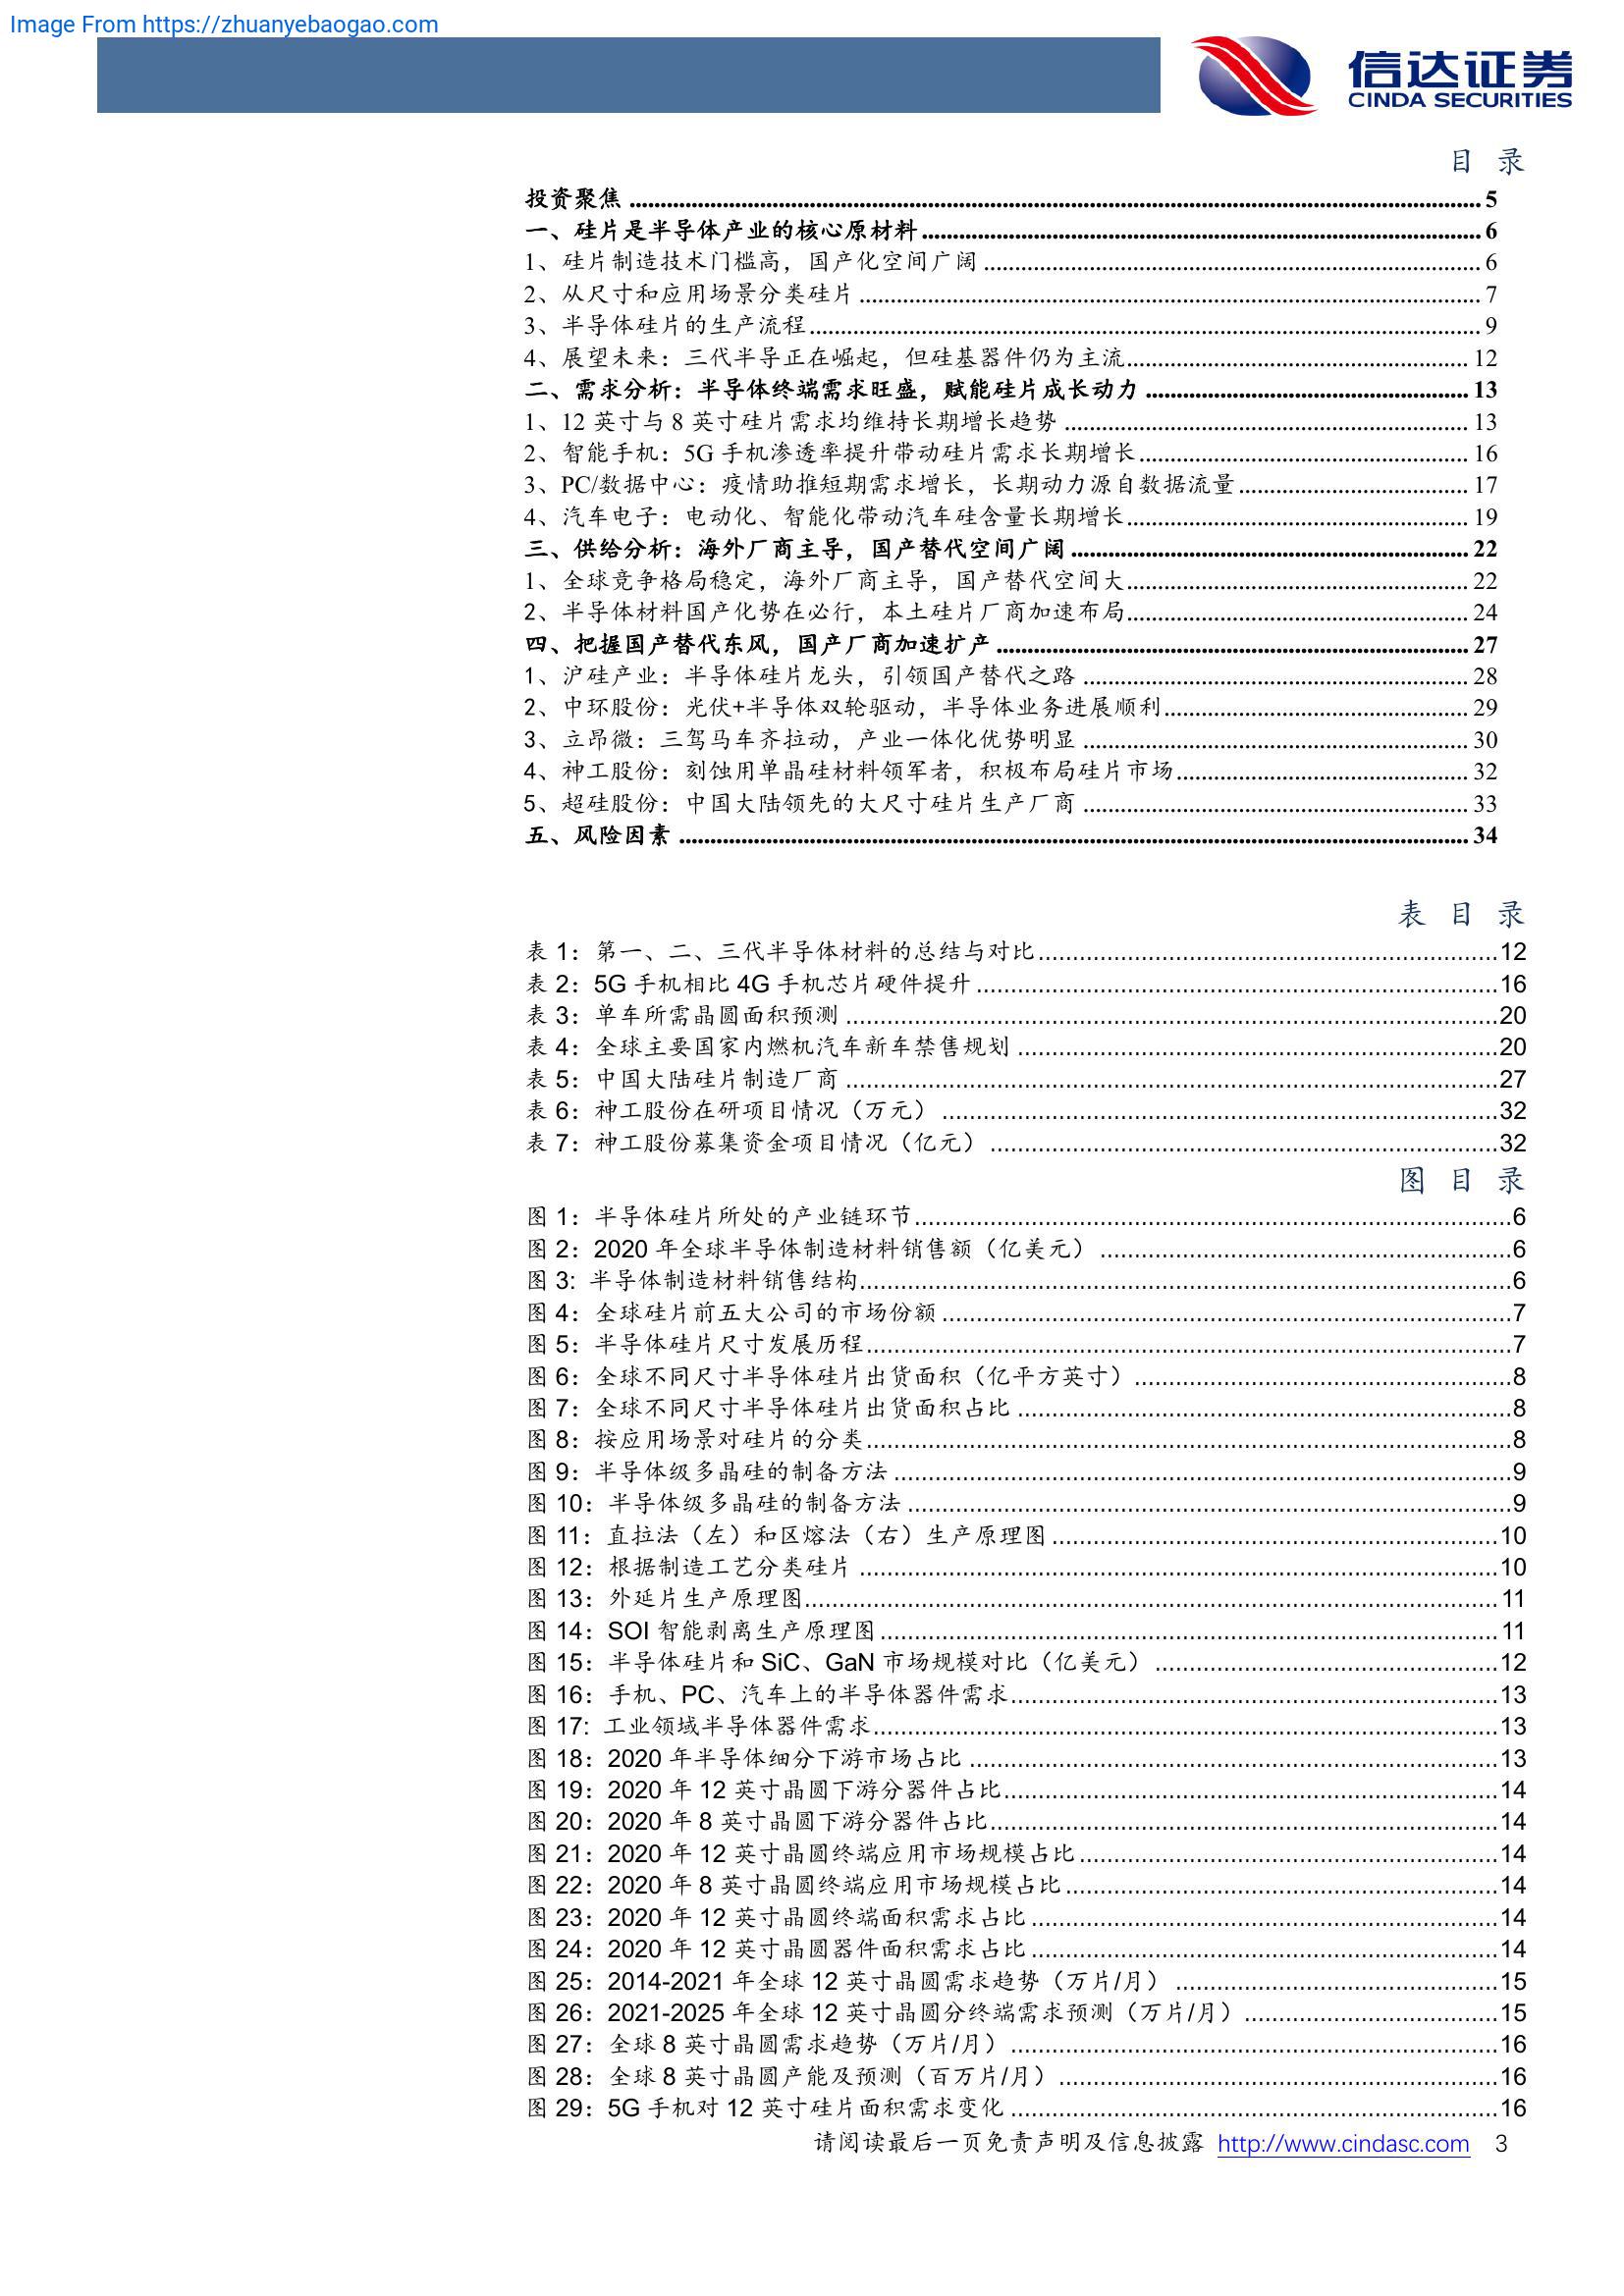 Image From https://zhuanyebaogao.com
信达证券
CINDA SECURITIES
目 录
投资聚焦 ........ 5
一、硅片是半导体产业的核心原材料 ........ 6
1、硅片制造技术门槛高，国产化空间广阔 ........ 6
2、从尺寸和应用场景分类硅片 ........ 7
3、半导体硅片的生产流程 ........ 9
4、展望未来：三代半导正在崛起，但硅基器件仍为主流 ........ 12
二、需求分析：半导体终端需求旺盛，赋能硅片成长动力 ........ 13
1、12 英寸与 8 英寸硅片需求均维持长期增长趋势 ........ 13
2、智能手机：5G 手机渗透率提升带动硅片需求长期增长 ........ 16
3、PC/数据中心：疫情助推短期需求增长，长期动力源自数据流量 ........ 17
4、汽车电子：电动化、智能化带动汽车硅含量长期增长 ........ 19
三、供给分析：海外厂商主导，国产替代空间广阔 ........ 22
1、全球竞争格局稳定，海外厂商主导，国产替代空间大 ........ 22
2、半导体材料国产化势在必行，本土硅片厂商加速布局 ........ 24
四、把握国产替代东风，国产厂商加速扩产 ........ 27
1、沪硅产业：半导体硅片龙头，引领国产替代之路 ........ 28
2、中环股份：光伏+半导体双轮驱动，半导体业务进展顺利 ........ 29
3、立昂微：三驾马车齐拉动，产业一体化优势明显 ........ 30
4、神工股份：刻蚀用单晶硅材料领军者，积极布局硅片市场 ........ 32
5、超硅股份：中国大陆领先的大尺寸硅片生产厂商 ........ 33
五、风险因素 ........ 34
表 目 录
表 1：第一、二、三代半导体材料的总结与对比 ........ 12
表 2：5G 手机相比 4G 手机芯片硬件提升 ........ 16
表 3：单车所需晶圆面积预测 ........ 20
表 4：全球主要国家内燃机汽车新车禁售规划 ........ 20
表 5：中国大陆硅片制造厂商 ........ 27
表 6：神工股份在研项目情况（万元） ........ 32
表 7：神工股份募集资金项目情况（亿元） ........ 32
图 目 录
图 1：半导体硅片所处的产业链环节 ........ 6
图 2：2020 年全球半导体制造材料销售额（亿美元） ........ 6
图 3: 半导体制造材料销售结构 ........ 6
图 4：全球硅片前五大公司的市场份额 ........ 7
图 5：半导体硅片尺寸发展历程 ........ 7
图 6：全球不同尺寸半导体硅片出货面积（亿平方英寸） ........ 8
图 7：全球不同尺寸半导体硅片出货面积占比 ........ 8
图 8：按应用场景对硅片的分类 ........ 8
图 9：半导体级多晶硅的制备方法 ........ 9
图 10：半导体级多晶硅的制备方法 ........ 9
图 11：直拉法（左）和区熔法（右）生产原理图 ........ 10
图 12：根据制造工艺分类硅片 ........ 10
图 13：外延片生产原理图 ........ 11
图 14：SOI 智能剥离生产原理图 ........ 11
图 15：半导体硅片和 SiC、GaN 市场规模对比（亿美元） ........ 12
图 16：手机、PC、汽车上的半导体器件需求 ........ 13
图 17: 工业领域半导体器件需求 ........ 13
图 18：2020 年半导体细分下游市场占比 ........ 13
图 19：2020 年 12 英寸晶圆下游分器件占比 ........ 14
图 20：2020 年 8 英寸晶圆下游分器件占比 ........ 14
图 21：2020 年 12 英寸晶圆终端应用市场规模占比 ........ 14
图 22：2020 年 8 英寸晶圆终端应用市场规模占比 ........ 14
图 23：2020 年 12 英寸晶圆终端面积需求占比 ........ 14
图 24：2020 年 12 英寸晶圆器件面积需求占比 ........ 14
图 25：2014-2021 年全球 12 英寸晶圆需求趋势（万片/月） ........ 15
图 26：2021-2025 年全球 12 英寸晶圆分终端需求预测（万片/月） ........ 15
图 27：全球 8 英寸晶圆需求趋势（万片/月） ........ 16
图 28：全球 8 英寸晶圆产能及预测（百万片/月） ........ 16
图 29：5G 手机对 12 英寸硅片面积需求变化 ........ 16
请阅读最后一页免责声明及信息披露 http://www.cindasc.com 3